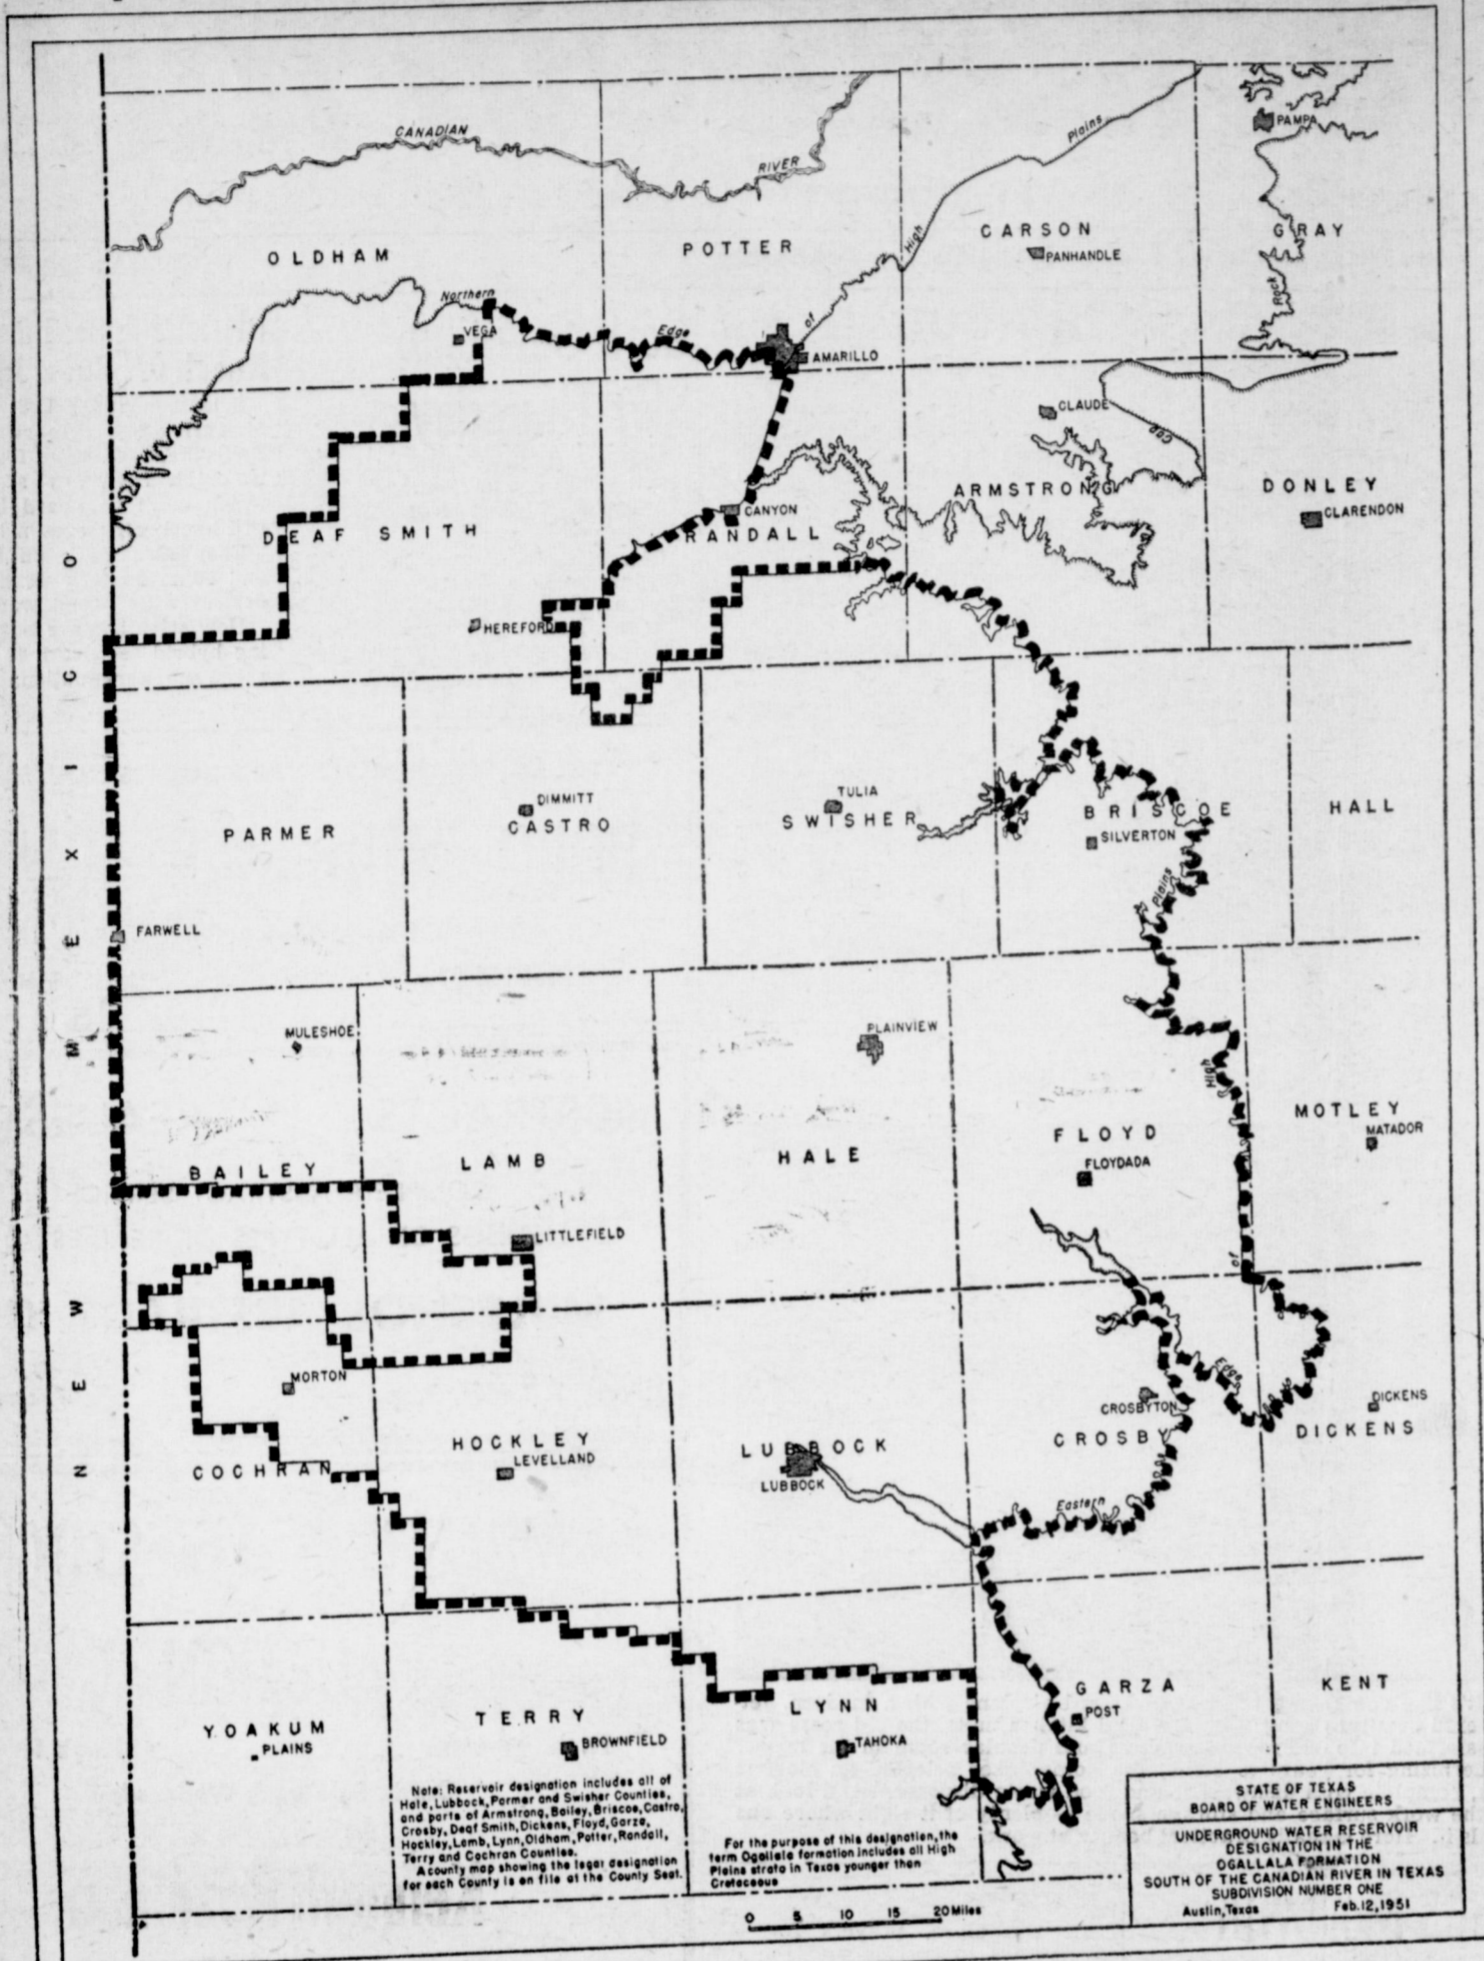 CANADIAN
RIVER
Plains
PAMPA
OLDHAM
POTTER
High
CARSON
PANHANDLE
GRAY
Rock
Northern
VEGA
Edge
of
AMARILLO
CLAUDE
Cap
ARMSTRONG
DONLEY
CLARENDON
CANYON
RANDALL
DEAF SMITH
HEREFORD
NEW MEXICO
PARMER
DIMMITT
CASTRO
TULIA
SWISHER
BRISCOE
SILVERTON
HALL
Plains
FARWELL
MULESHOE
PLAINVIEW
High
BAILEY
LAMB
HALE
FLOYD
FLOYDADA
MOTLEY
MATADOR
LITTLEFIELD
of
MORTON
Edge
CROSBYTON
DICKENS
DICKENS
COCHRAN
HOCKLEY
LEVELLAND
LUBBOCK
LUBBOCK
CROSBY
Eastern
YOAKUM
PLAINS
TERRY
BROWNFIELD
LYNN
TAHOKA
GARZA
POST
KENT
Note: Reservoir designation includes all of
Hale, Lubbock, Parmer and Swisher Counties,
and parts of Armstrong, Bailey, Briscoe, Castro,
Crosby, Deaf Smith, Dickens, Floyd, Garza,
Hockley, Lamb, Lynn, Oldham, Potter, Randall,
Terry and Cochran Counties.
A county map showing the legal designation
for each County is on file at the County Seat.
For the purpose of this designation, the
term Ogallala formation includes all High
Plains strata in Texas younger than
Cretaceous
0 5 10 15 20 Miles
STATE OF TEXAS
BOARD OF WATER ENGINEERS
UNDERGROUND WATER RESERVOIR
DESIGNATION IN THE
OGALLALA FORMATION
SOUTH OF THE CANADIAN RIVER IN TEXAS
SUBDIVISION NUMBER ONE
Austin, Texas Feb. 12, 1951